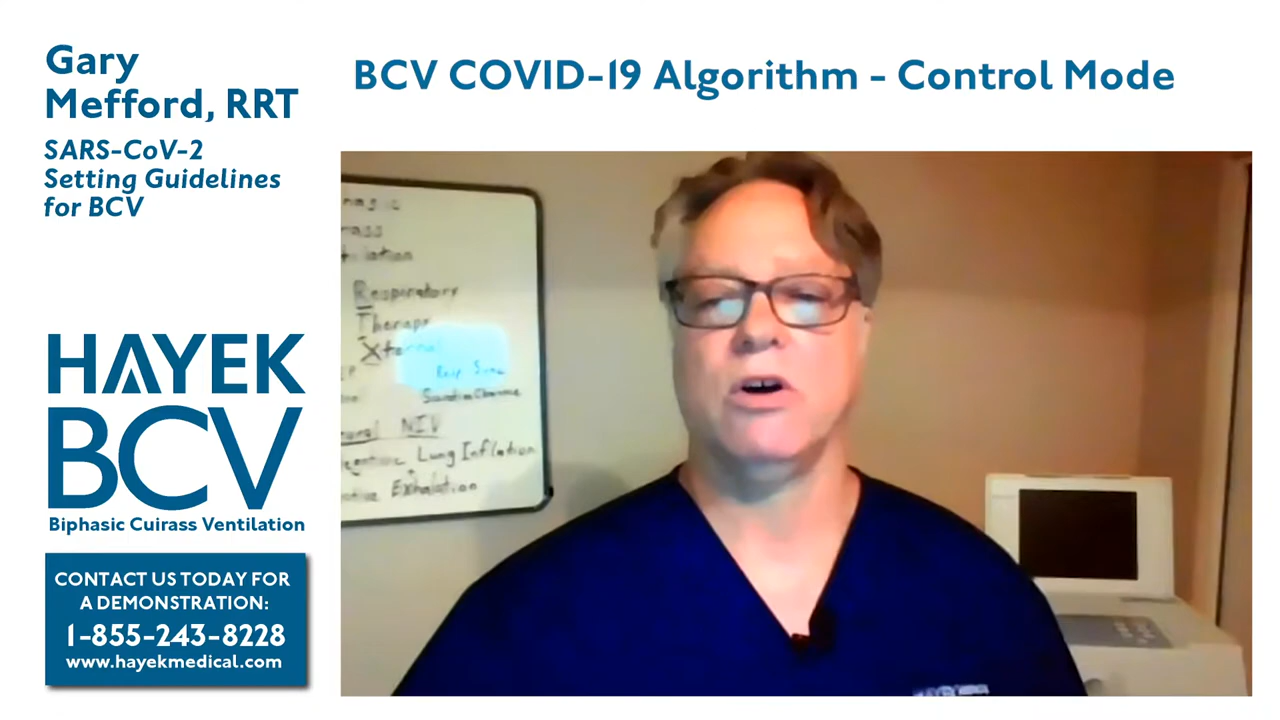 Gary
Mefford, RRT
SARS-CoV-2
Setting Guidelines
for BCV
HAYEK
BCV
Biphasic Cuirass Ventilation
CONTACT US TODAY FOR
A DEMONSTRATION:
1-855-243-8228
www.hayekmedical.com
BCV COVID-19 Algorithm - Control Mode
Respiratory
Therapy
NIV
Lung Inflation
Exhalation